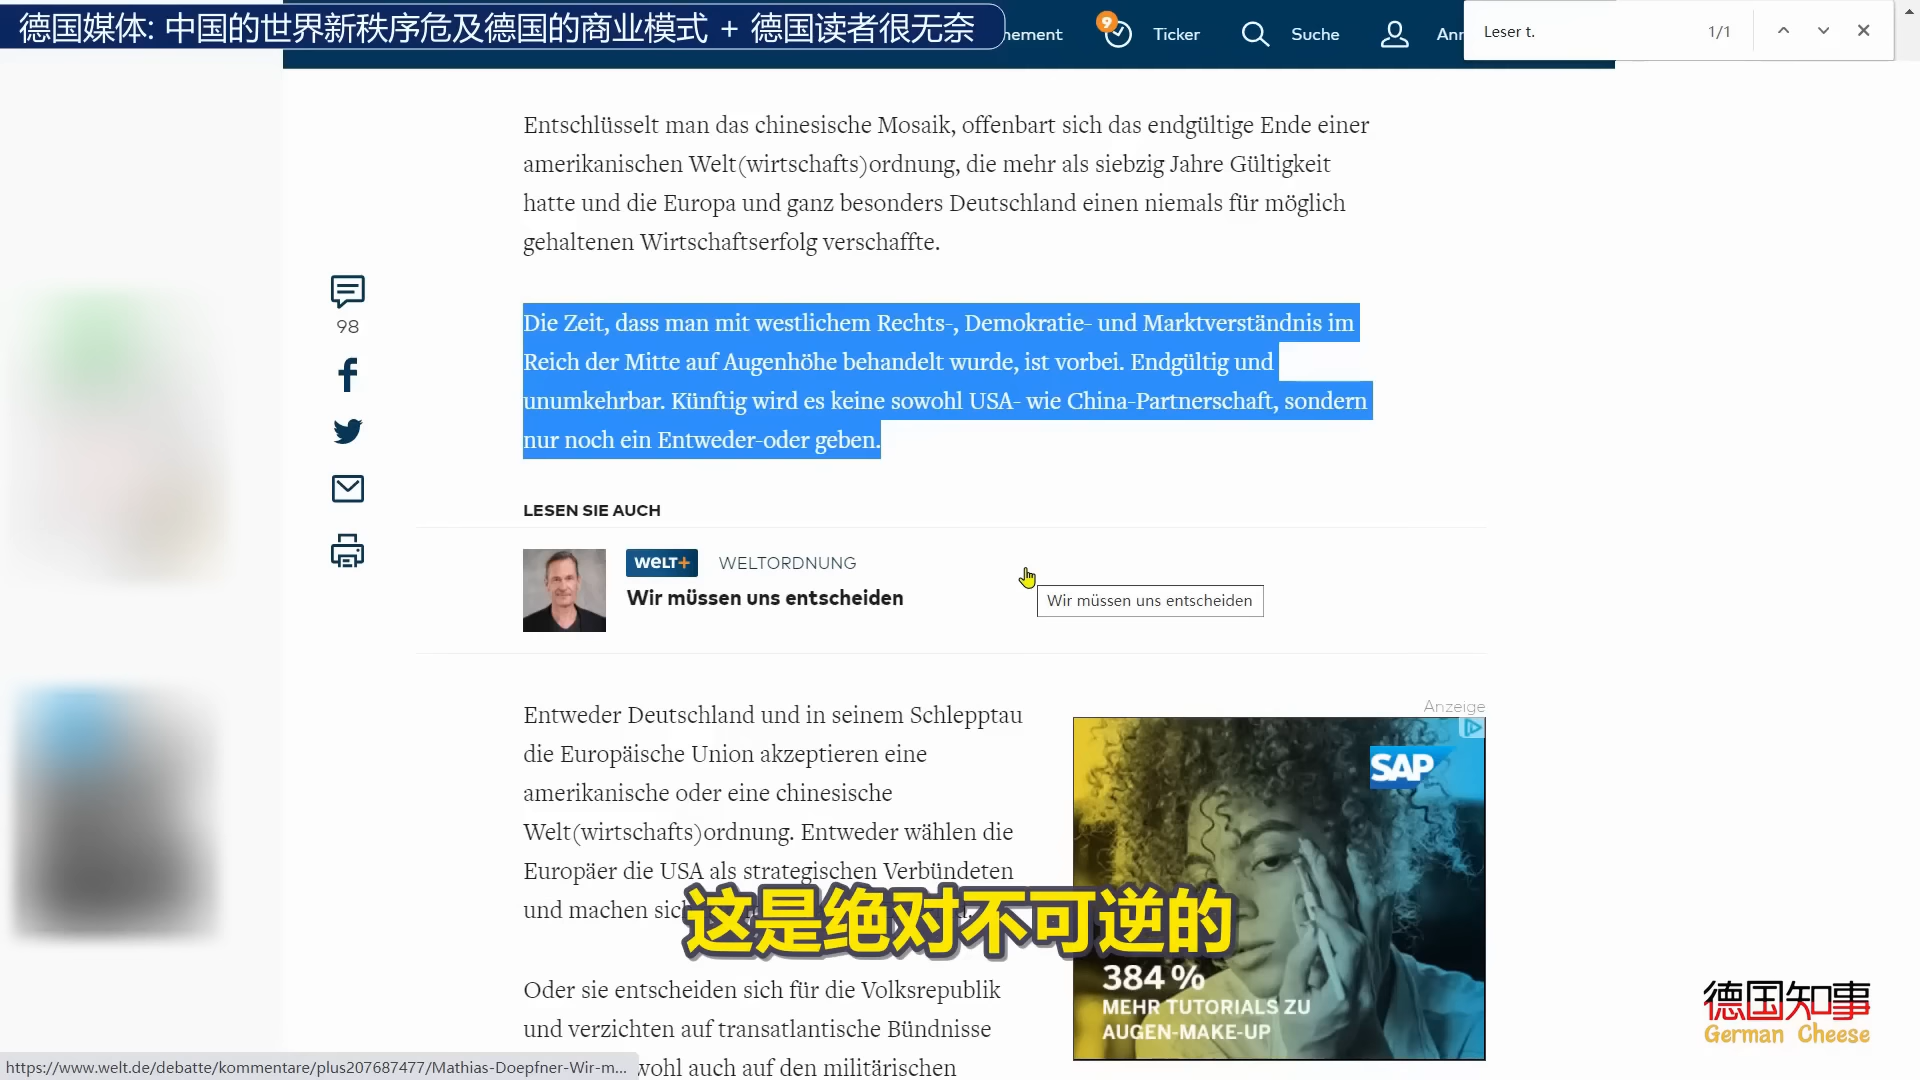 德国媒体: 中国的世界新秩序危及德国的商业模式 + 德国读者很无奈
nement
9
Ticker
Suche
Ann
Leser t.
1/1
Entschlüsselt man das chinesische Mosaik, offenbart sich das endgültige Ende einer
amerikanischen Welt(wirtschafts)ordnung, die mehr als siebzig Jahre Gültigkeit
hatte und die Europa und ganz besonders Deutschland einen niemals für möglich
gehaltenen Wirtschaftserfolg verschaffte.
98
Die Zeit, dass man mit westlichem Rechts-, Demokratie- und Marktverständnis im
Reich der Mitte auf Augenhöhe behandelt wurde, ist vorbei. Endgültig und
unumkehrbar. Künftig wird es keine sowohl USA- wie China-Partnerschaft, sondern
nur noch ein Entweder-oder geben.
LESEN SIE AUCH
WELT+ WELTORDNUNG
Wir müssen uns entscheiden
Wir müssen uns entscheiden
Entweder Deutschland und in seinem Schlepptau
die Europäische Union akzeptieren eine
amerikanische oder eine chinesische
Welt(wirtschafts)ordnung. Entweder wählen die
Europäer die USA als strategischen Verbündeten
und machen sich
Anzeige
SAP
384 %
MEHR TUTORIALS ZU
AUGEN-MAKE-UP
这是绝对不可逆的
Oder sie entscheiden sich für die Volksrepublik
und verzichten auf transatlantische Bündnisse
wohl auch auf den militärischen
德国知事
German Cheese
https://www.welt.de/debatte/kommentare/plus207687477/Mathias-Doepfner-Wir-m...